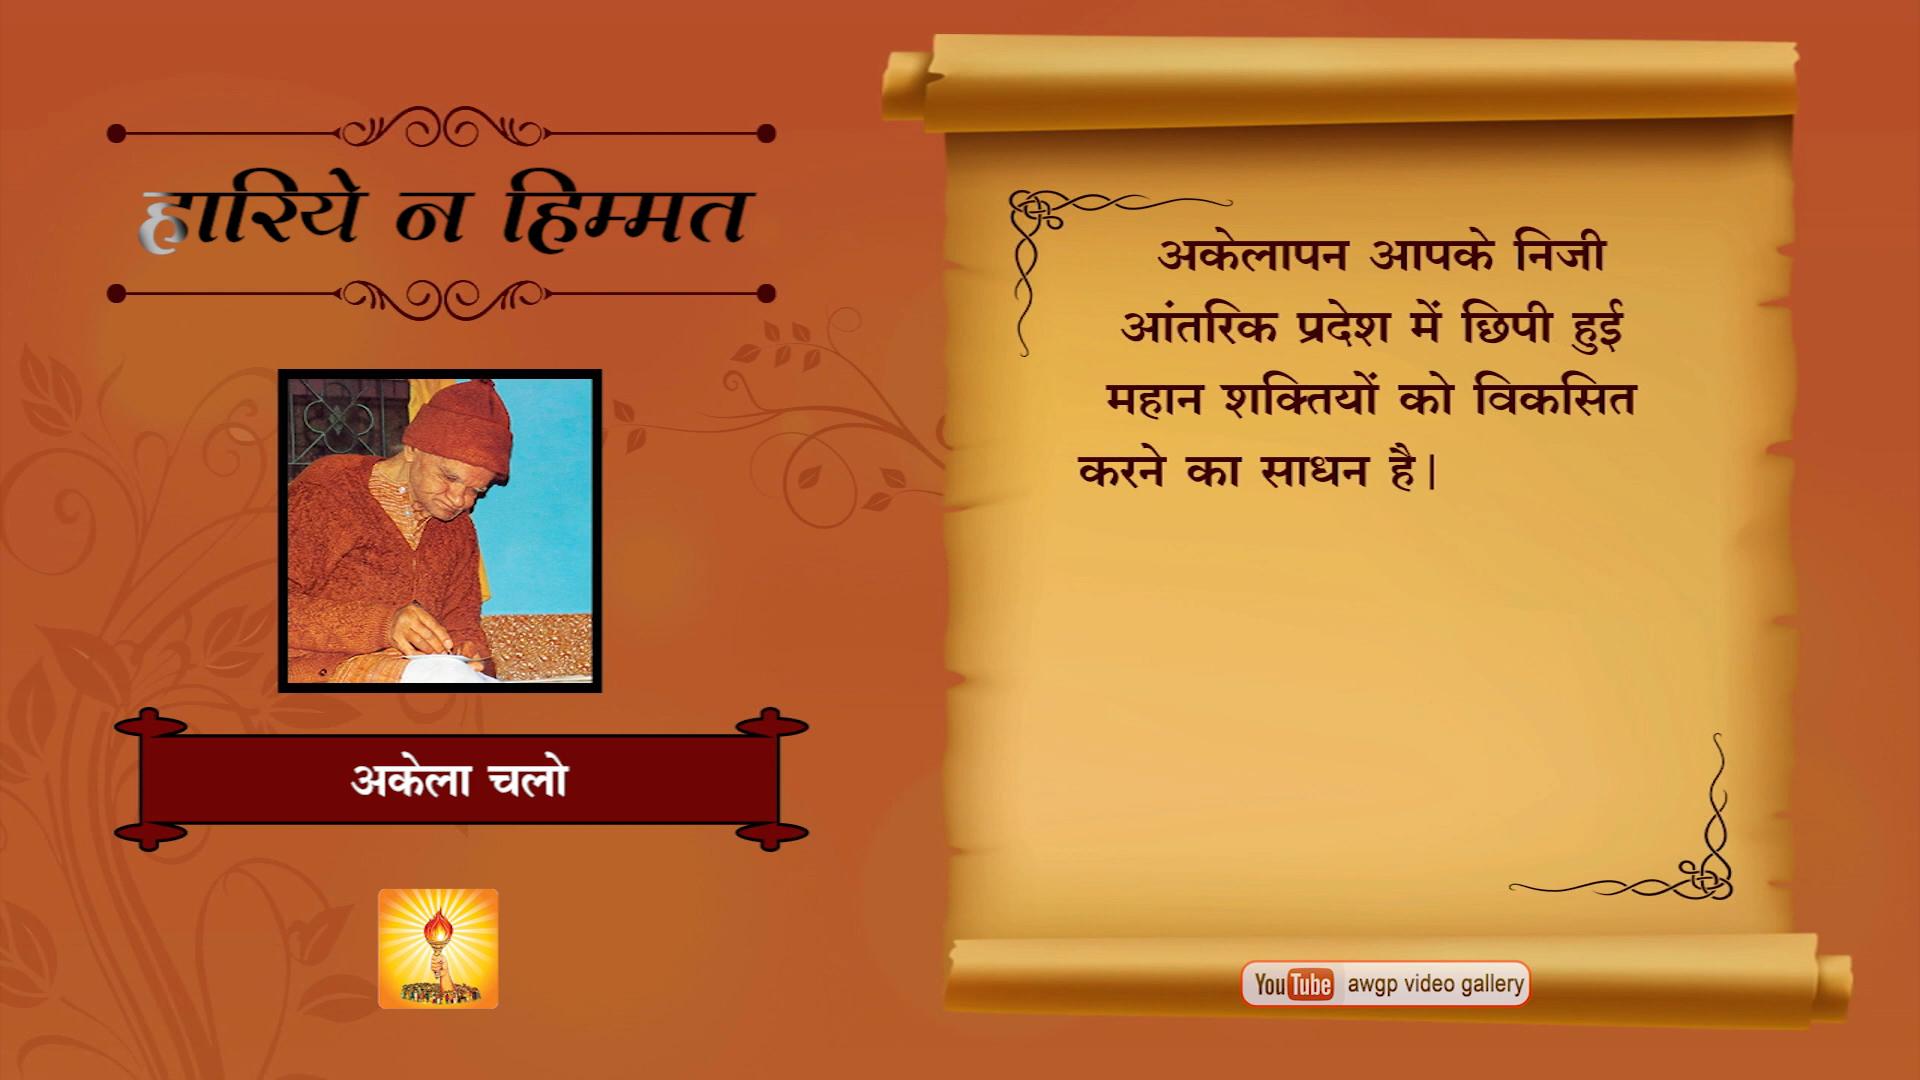 हारिये न हिम्मत
अकेला चलो
अकेलापन आपके निजी
आंतरिक प्रदेश में छिपी हुई
महान शक्तियों को विकसित
करने का साधन है।
YouTube awgp video gallery